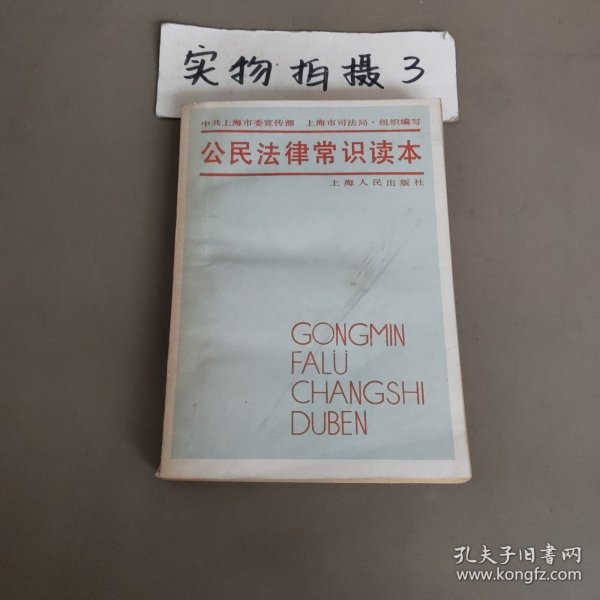 实物拍摄3
中共上海市委宣传部 上海市司法局·组织编写
公民法律常识读本
上海人民出版社
GONGMIN
FALÜ
CHANGSHI
DUBEN
孔夫子旧书网
www.kongfz.com